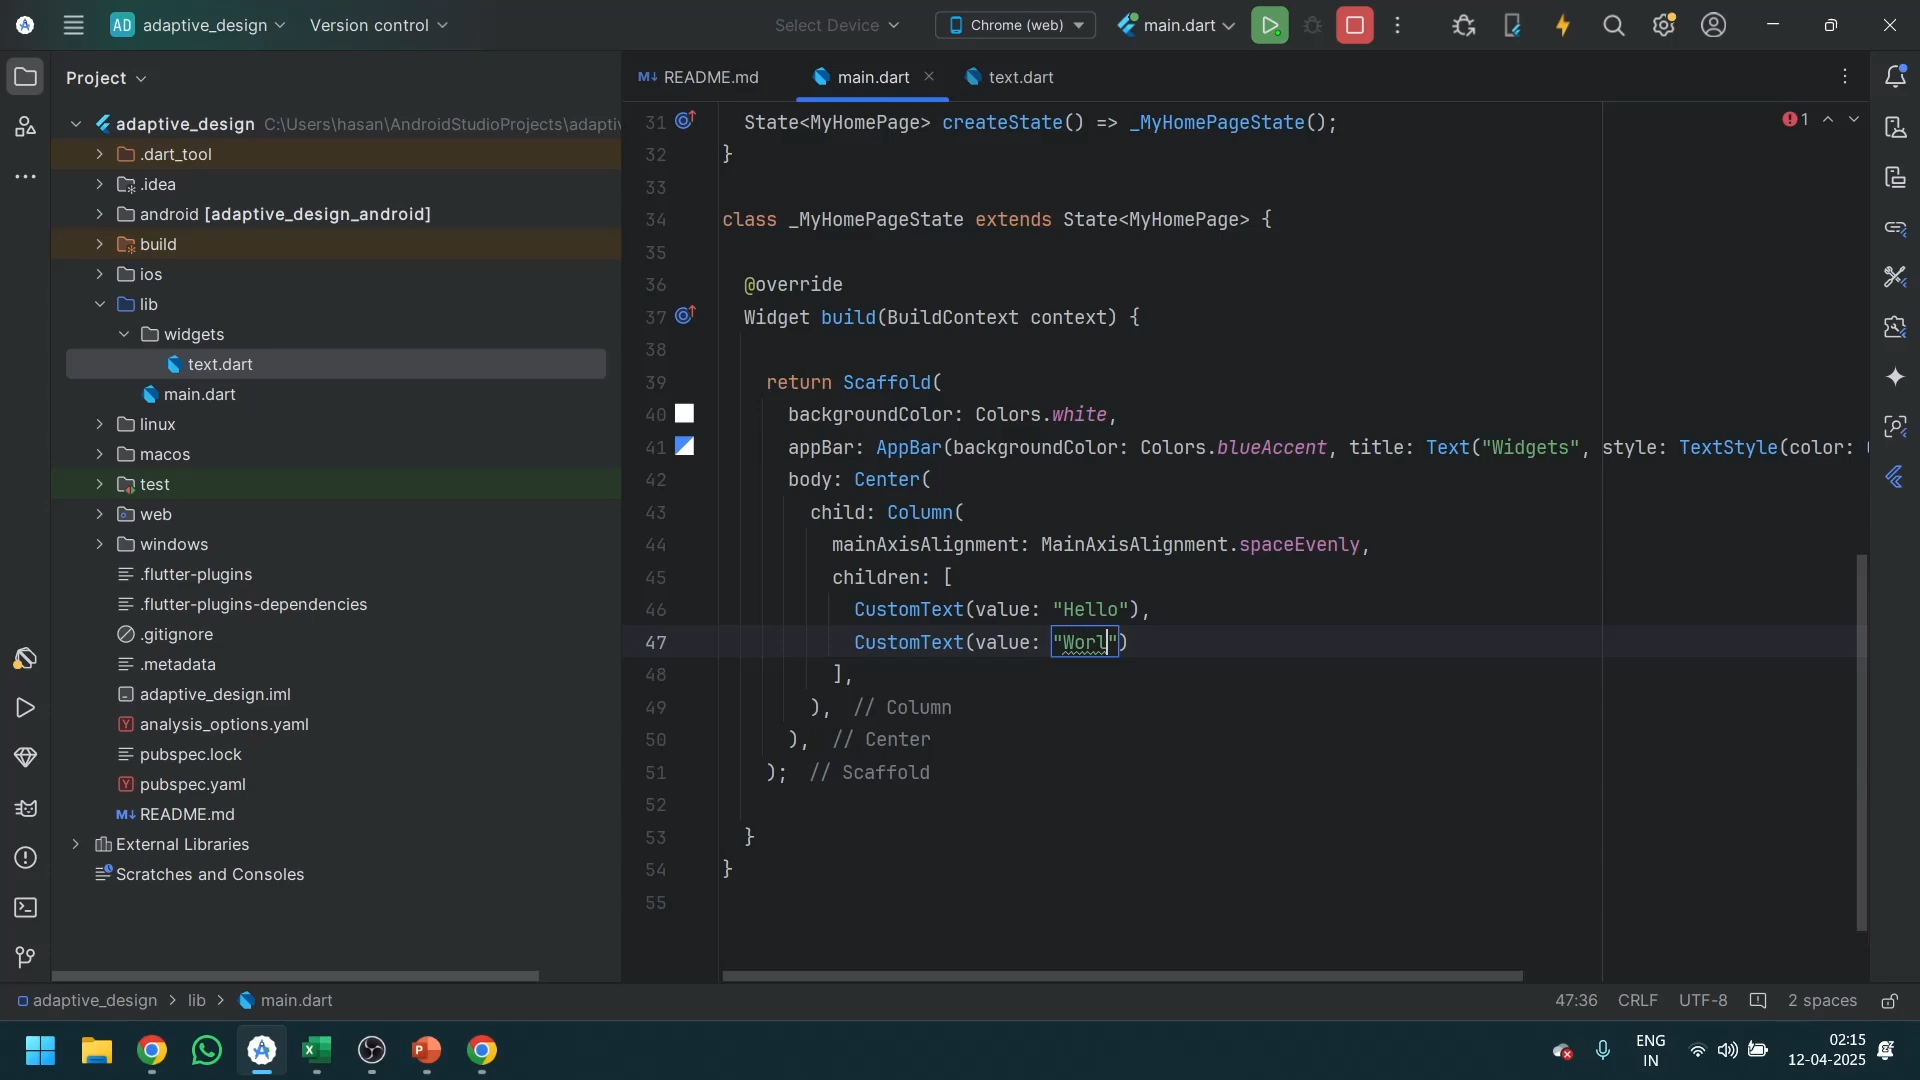 AD adaptive_design Version control Select Device Chrome (web) main.dart
Project
adaptive_design C:\Users\hasan\AndroidStudioProjects\adapti
.dart_tool
.idea
android [adaptive_design_android]
build
ios
lib
widgets
text.dart
main.dart
linux
macos
test
web
windows
.flutter-plugins
.flutter-plugins-dependencies
.gitignore
.metadata
adaptive_design.iml
analysis_options.yaml
pubspec.lock
pubspec.yaml
M↓ README.md
External Libraries
Scratches and Consoles
M↓ README.md main.dart text.dart
1
31 State<MyHomePage> createState() => _MyHomePageState();
32 }
33
34 class _MyHomePageState extends State<MyHomePage> {
35
36 @override
37 Widget build(BuildContext context) {
38
39 return Scaffold(
40 backgroundColor: Colors.white,
41 appBar: AppBar(backgroundColor: Colors.blueAccent, title: Text("Widgets", style: TextStyle(color:
42 body: Center(
43 child: Column(
44 mainAxisAlignment: MainAxisAlignment.spaceEvenly,
45 children: [
46 CustomText(value: "Hello"),
47 CustomText(value: "Worl")
48 ],
49 ), // Column
50 ), // Center
51 ); // Scaffold
52
53 }
54 }
55
adaptive_design > lib > main.dart
47:36 CRLF UTF-8 2 spaces
ENG
IN
02:15
12-04-2025